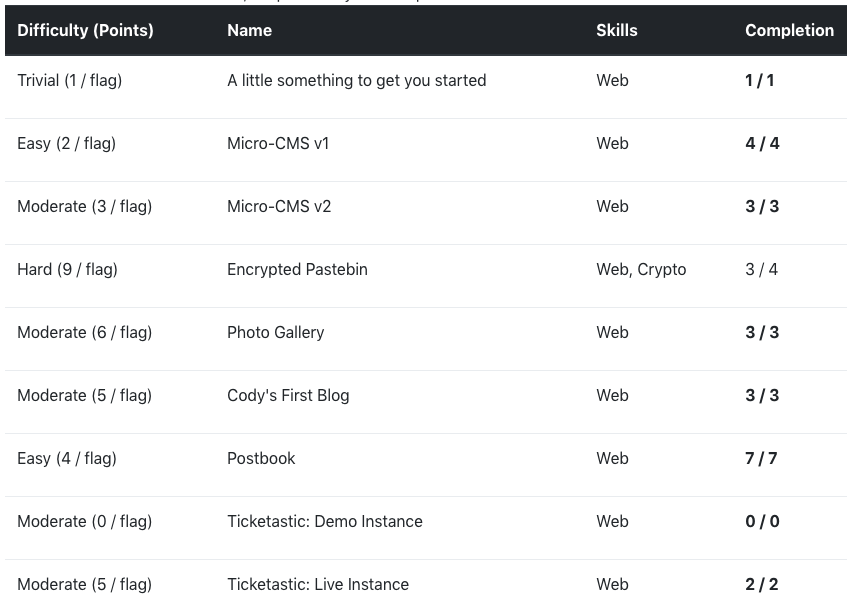 Difficulty (Points) Name Skills Completion
Trivial (1 / flag) A little something to get you started Web 1 / 1
Easy (2 / flag) Micro-CMS v1 Web 4 / 4
Moderate (3 / flag) Micro-CMS v2 Web 3 / 3
Hard (9 / flag) Encrypted Pastebin Web, Crypto 3 / 4
Moderate (6 / flag) Photo Gallery Web 3 / 3
Moderate (5 / flag) Cody's First Blog Web 3 / 3
Easy (4 / flag) Postbook Web 7 / 7
Moderate (0 / flag) Ticketastic: Demo Instance Web 0 / 0
Moderate (5 / flag) Ticketastic: Live Instance Web 2 / 2